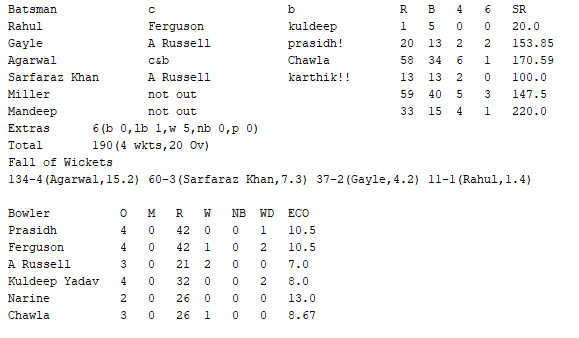 Batsman c b R B 4 6 SR
Rahul Ferguson kuldeep 1 5 0 0 20.0
Gayle A Russell prasidh! 20 13 2 2 153.85
Agarwal c&b Chawla 58 34 6 1 170.59
Sarfaraz Khan A Russell karthik!! 13 13 2 0 100.0
Miller not out 59 40 5 3 147.5
Mandeep not out 33 15 4 1 220.0
Extras 6(b 0,lb 1,w 5,nb 0,p 0)
Total 190(4 wkts,20 Ov)
Fall of Wickets
134-4(Agarwal,15.2) 60-3(Sarfaraz Khan,7.3) 37-2(Gayle,4.2) 11-1(Rahul,1.4)
Bowler O M R W NB WD ECO
Prasidh 4 0 42 0 0 1 10.5
Ferguson 4 0 42 1 0 2 10.5
A Russell 3 0 21 2 0 0 7.0
Kuldeep Yadav 4 0 32 0 0 2 8.0
Narine 2 0 26 0 0 0 13.0
Chawla 3 0 26 1 0 0 8.67